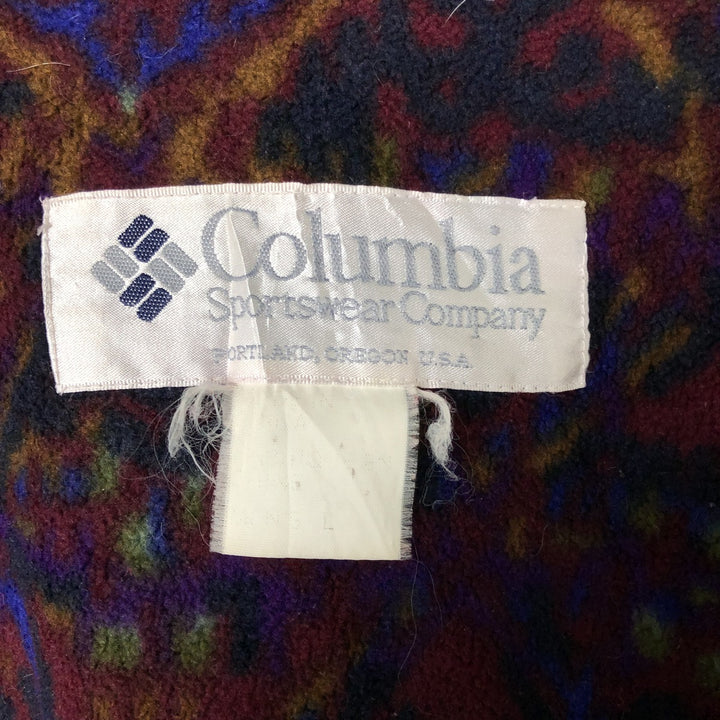 Columbia
Sportswear Company
PORTLAND, OREGON U.S.A.
L